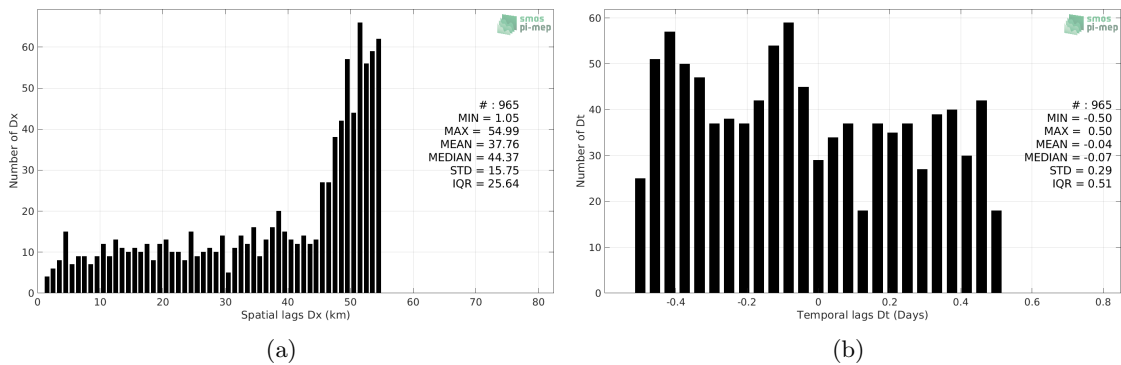 smos
pi-mep
60
50
40
30
20
10
0
Number of Dx
# : 965
MIN = 1.05
MAX = 54.99
MEAN = 37.76
MEDIAN = 44.37
STD = 15.75
IQR = 25.64
0 10 20 30 40 50 60 70 80
Spatial lags Dx (km)
(a)
smos
pi-mep
60
50
40
30
20
10
0
Number of Dt
# : 965
MIN = -0.50
MAX = 0.50
MEAN = -0.04
MEDIAN = -0.07
STD = 0.29
IQR = 0.51
-0.4 -0.2 0 0.2 0.4 0.6 0.8
Temporal lags Dt (Days)
(b)